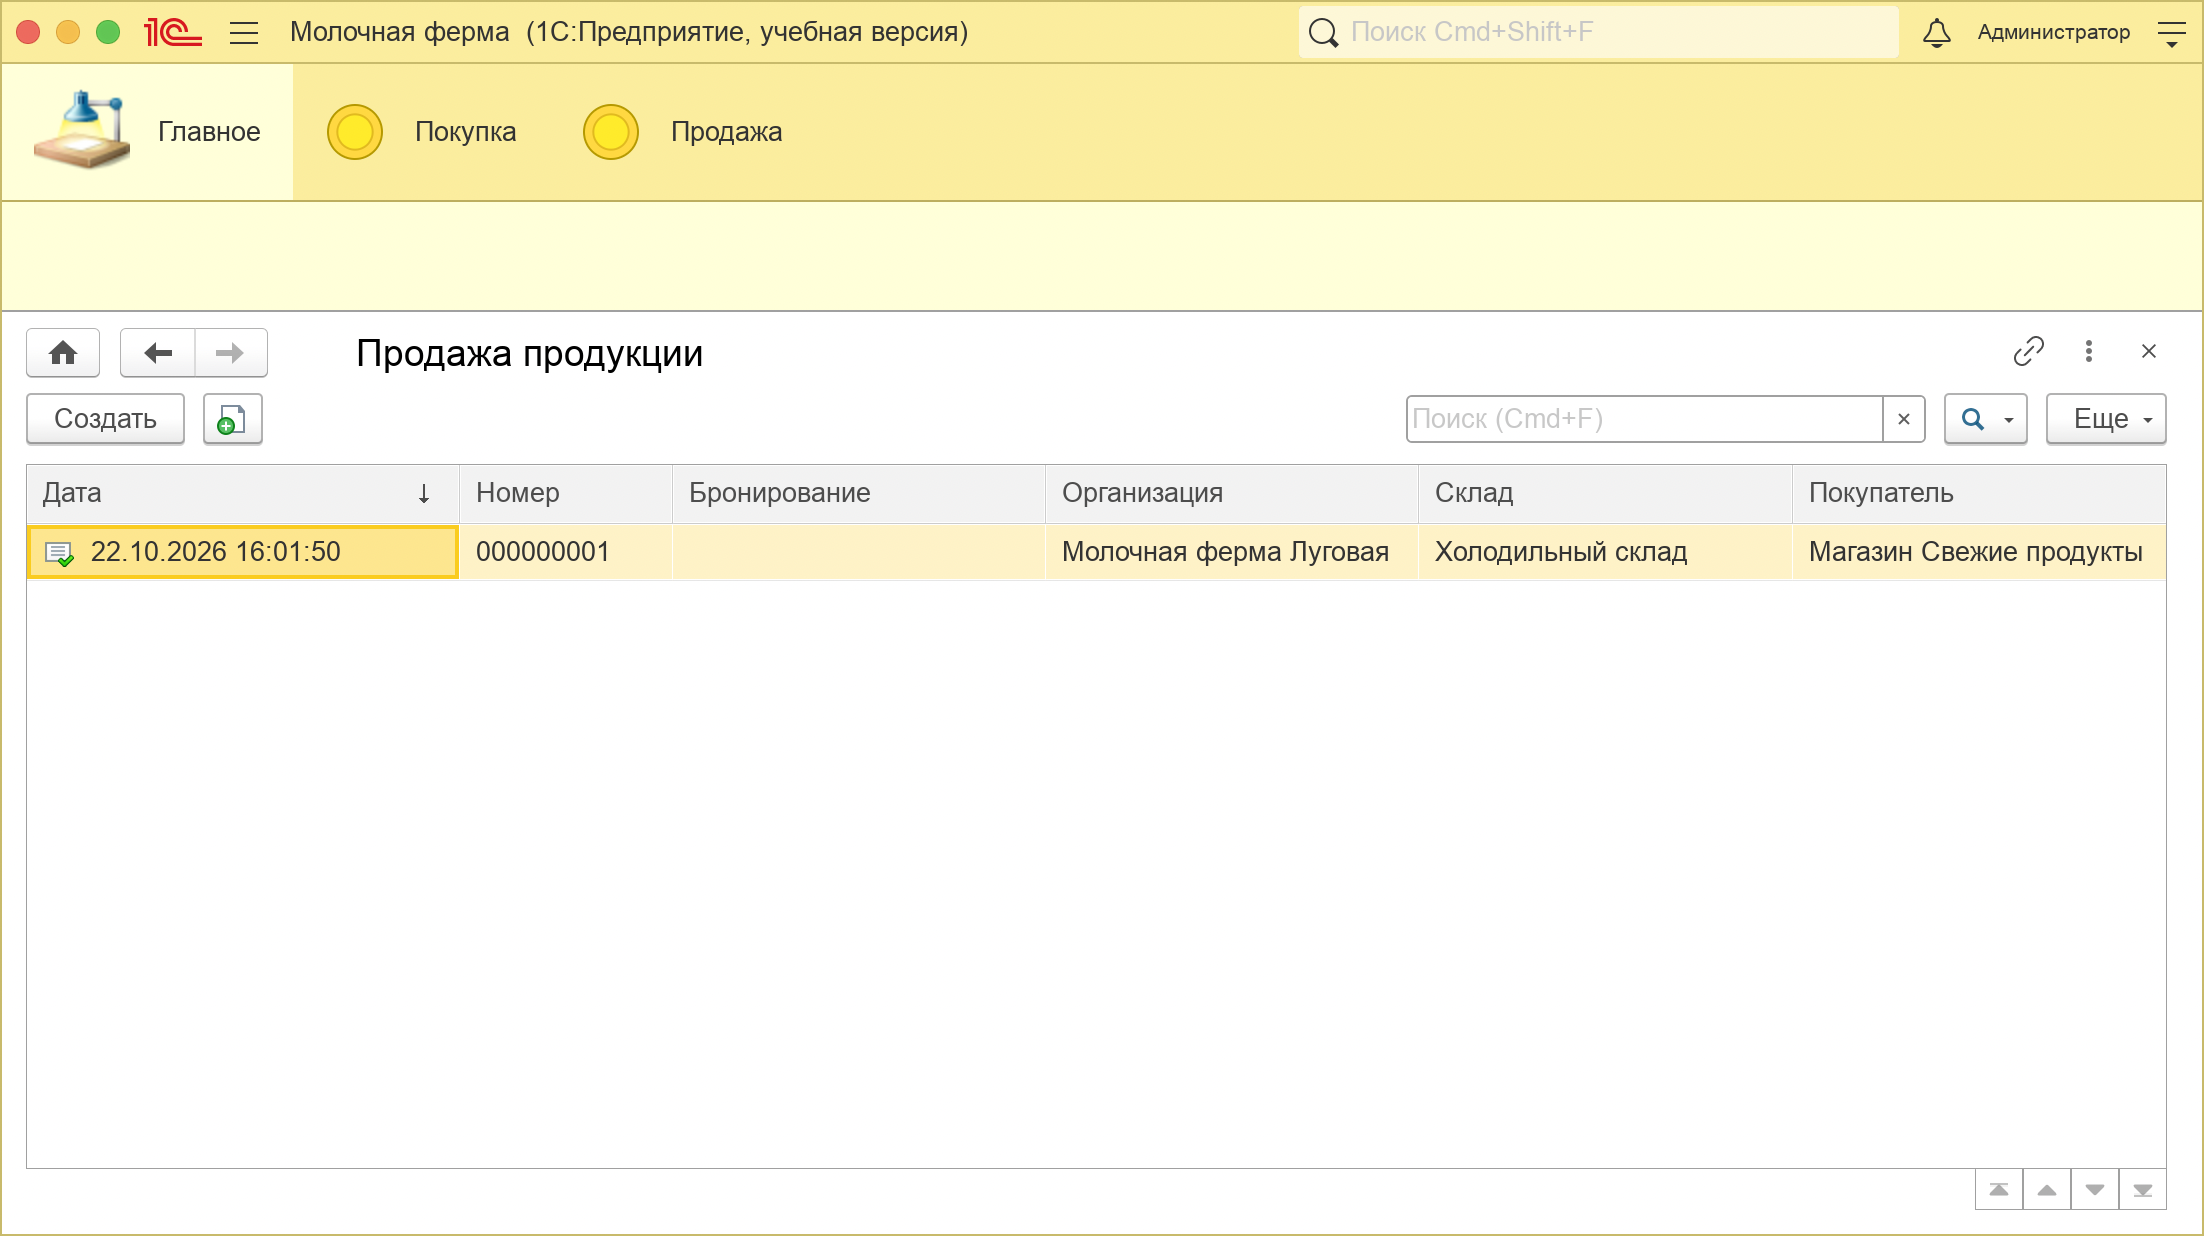 1С Молочная ферма (1С:Предприятие, учебная версия) Поиск Cmd+Shift+F Администратор
Главное Покупка Продажа
Продажа продукции
Создать Поиск (Cmd+F) × Еще
Дата ↓ Номер Бронирование Организация Склад Покупатель
22.10.2026 16:01:50 000000001 Молочная ферма Луговая Холодильный склад Магазин Свежие продукты